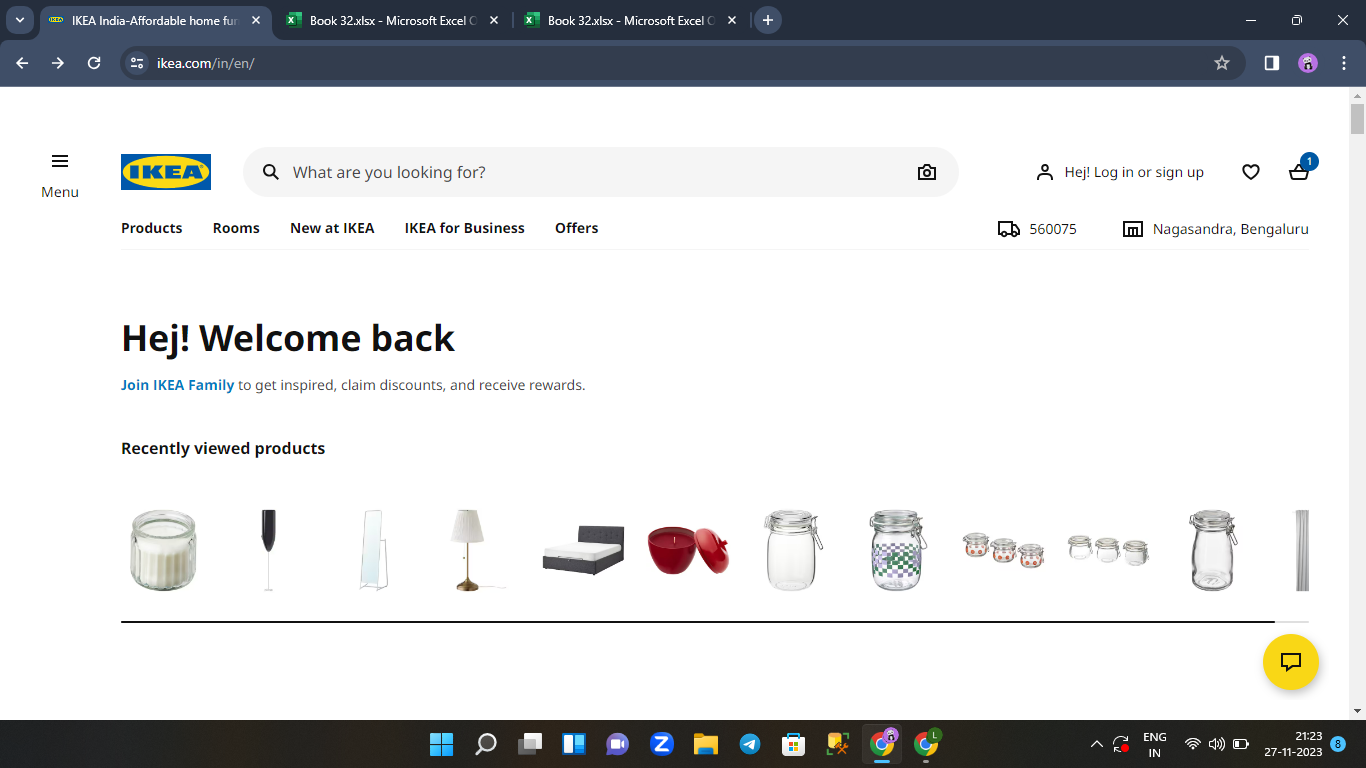 IKEA India-Affordable home fur
Book 32.xlsx - Microsoft Excel O
Book 32.xlsx - Microsoft Excel O
ikea.com/in/en/
Menu
IKEA
What are you looking for?
Hej! Log in or sign up
1
Products
Rooms
New at IKEA
IKEA for Business
Offers
560075
Nagasandra, Bengaluru
Hej! Welcome back
Join IKEA Family to get inspired, claim discounts, and receive rewards.
Recently viewed products
Z
L
ENG
IN
21:23
27-11-2023
8